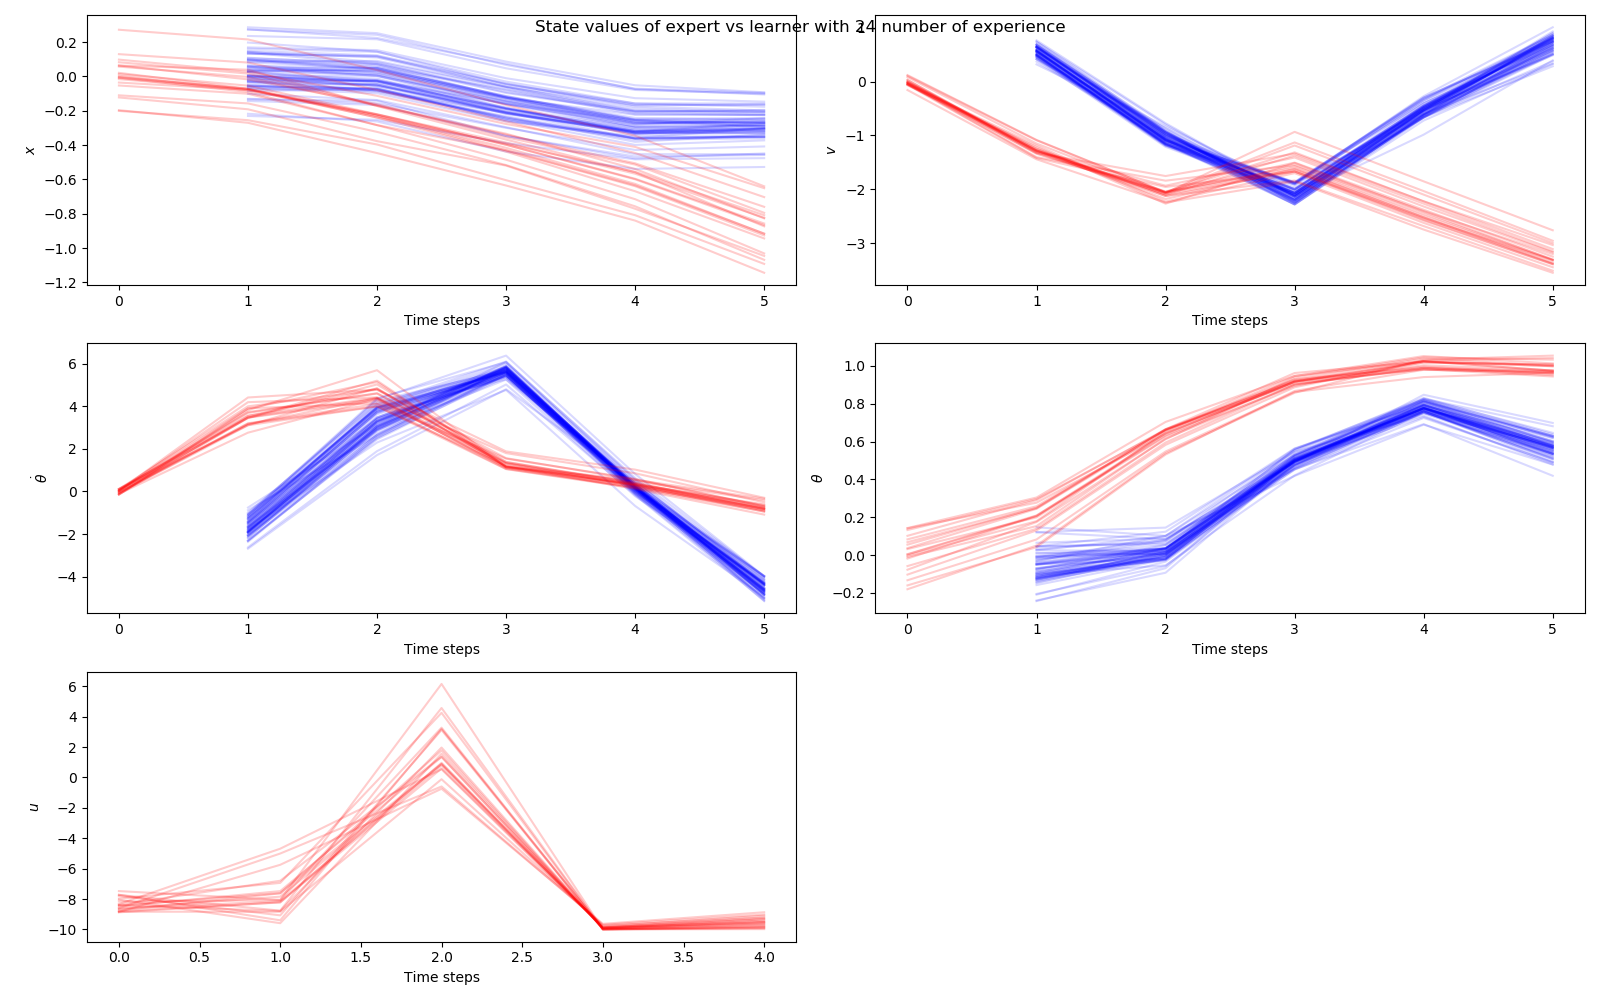 State values of expert vs learner with 24 number of experience
0.2
0.0
−0.2
−0.4
−0.6
−0.8
−1.0
−1.2
x
0 1 2 3 4 5
Time steps
1
0
−1
−2
−3
v
0 1 2 3 4 5
Time steps
6
4
2
0
−2
−4
θ̇
0 1 2 3 4 5
Time steps
1.0
0.8
0.6
0.4
0.2
0.0
−0.2
θ
0 1 2 3 4 5
Time steps
6
4
2
0
−2
−4
−6
−8
−10
u
0.0 0.5 1.0 1.5 2.0 2.5 3.0 3.5 4.0
Time steps